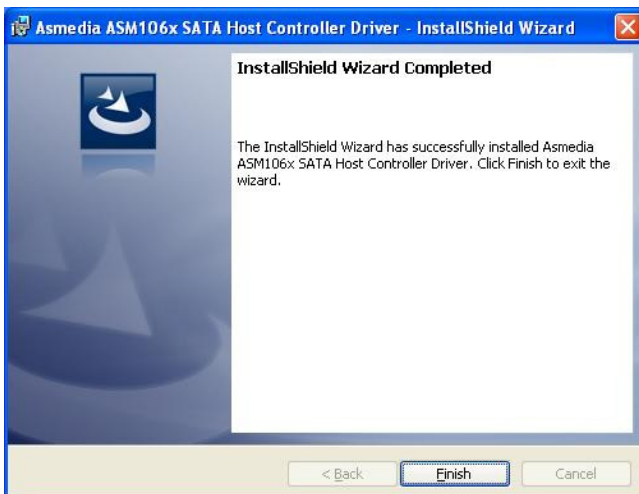 Asmedia ASM106x SATA Host Controller Driver - InstallShield Wizard
InstallShield Wizard Completed
The InstallShield Wizard has successfully installed Asmedia
ASM106x SATA Host Controller Driver. Click Finish to exit the
wizard.
< Back
Finish
Cancel